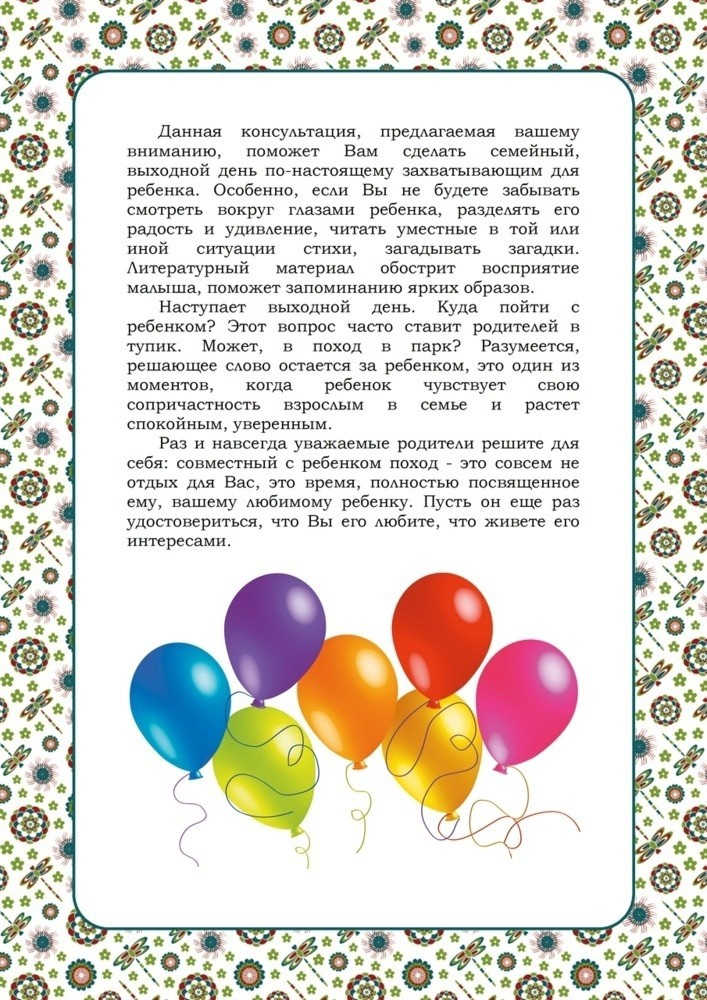 Данная консультация, предлагаемая вашему
вниманию, поможет Вам сделать семейный,
выходной день по-настоящему захватывающим для
ребенка. Особенно, если Вы не будете забывать
смотреть вокруг глазами ребенка, разделять его
радость и удивление, читать уместные в той или
иной ситуации стихи, загадывать загадки.
Литературный материал обострит восприятие
малыша, поможет запоминанию ярких образов.
Наступает выходной день. Куда пойти с
ребенком? Этот вопрос часто ставит родителей в
тупик. Может, в поход в парк? Разумеется,
решающее слово остается за ребенком, это один из
моментов, когда ребенок чувствует свою
сопричастность взрослым в семье и растет
спокойным, уверенным.
Раз и навсегда уважаемые родители решите для
себя: совместный с ребенком поход - это совсем не
отдых для Вас, это время, полностью посвященное
ему, вашему любимому ребенку. Пусть он еще раз
удостовериться, что Вы его любите, что живете его
интересами.